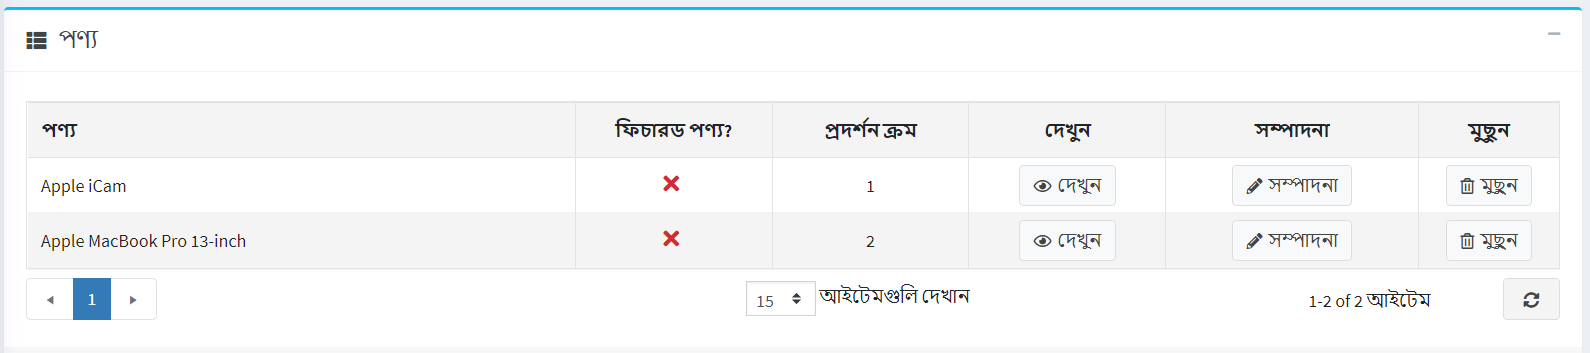 পণ্য
পণ্য ফিচারড পণ্য? প্রদর্শন ক্রম দেখুন সম্পাদনা মুছুন
Apple iCam 1 দেখুন সম্পাদনা মুছুন
Apple MacBook Pro 13-inch 2 দেখুন সম্পাদনা মুছুন
1 15 আইটেমগুলি দেখান 1-2 of 2 আইটেম